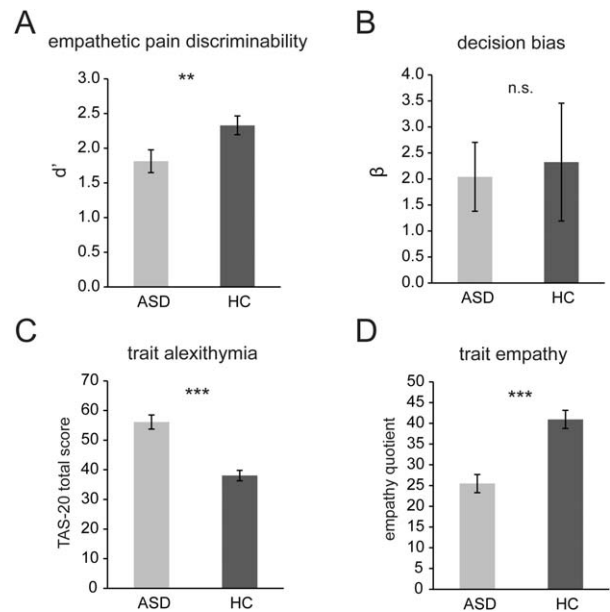 A
empathetic pain discriminability
**
3.0
2.5
2.0
1.5
1.0
0.5
0.0
d'
ASD HC
B
decision bias
n.s.
4.0
3.5
3.0
2.5
2.0
1.5
1.0
0.5
0.0
β
ASD HC
C
trait alexithymia
***
70
60
50
40
30
20
10
0
TAS-20 total score
ASD HC
D
trait empathy
***
50
45
40
35
30
25
20
15
10
5
0
empathy quotient
ASD HC